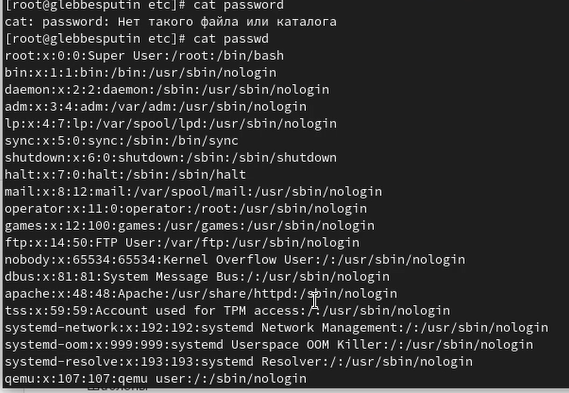 [root@glebbesputin etc]# cat password
cat: password: Нет такого файла или каталога
[root@glebbesputin etc]# cat passwd
root:x:0:0:Super User:/root:/bin/bash
bin:x:1:1:bin:/bin:/usr/sbin/nologin
daemon:x:2:2:daemon:/sbin:/usr/sbin/nologin
adm:x:3:4:adm:/var/adm:/usr/sbin/nologin
lp:x:4:7:lp:/var/spool/lpd:/usr/sbin/nologin
sync:x:5:0:sync:/sbin:/bin/sync
shutdown:x:6:0:shutdown:/sbin:/sbin/shutdown
halt:x:7:0:halt:/sbin:/sbin/halt
mail:x:8:12:mail:/var/spool/mail:/usr/sbin/nologin
operator:x:11:0:operator:/root:/usr/sbin/nologin
games:x:12:100:games:/usr/games:/usr/sbin/nologin
ftp:x:14:50:FTP User:/var/ftp:/usr/sbin/nologin
nobody:x:65534:65534:Kernel Overflow User:/:/usr/sbin/nologin
dbus:x:81:81:System Message Bus:/:/usr/sbin/nologin
apache:x:48:48:Apache:/usr/share/httpd:/sbin/nologin
tss:x:59:59:Account used for TPM access:/:/usr/sbin/nologin
systemd-network:x:192:192:systemd Network Management:/:/usr/sbin/nologin
systemd-oom:x:999:999:systemd Userspace OOM Killer:/:/usr/sbin/nologin
systemd-resolve:x:193:193:systemd Resolver:/:/usr/sbin/nologin
qemu:x:107:107:qemu user:/:/sbin/nologin